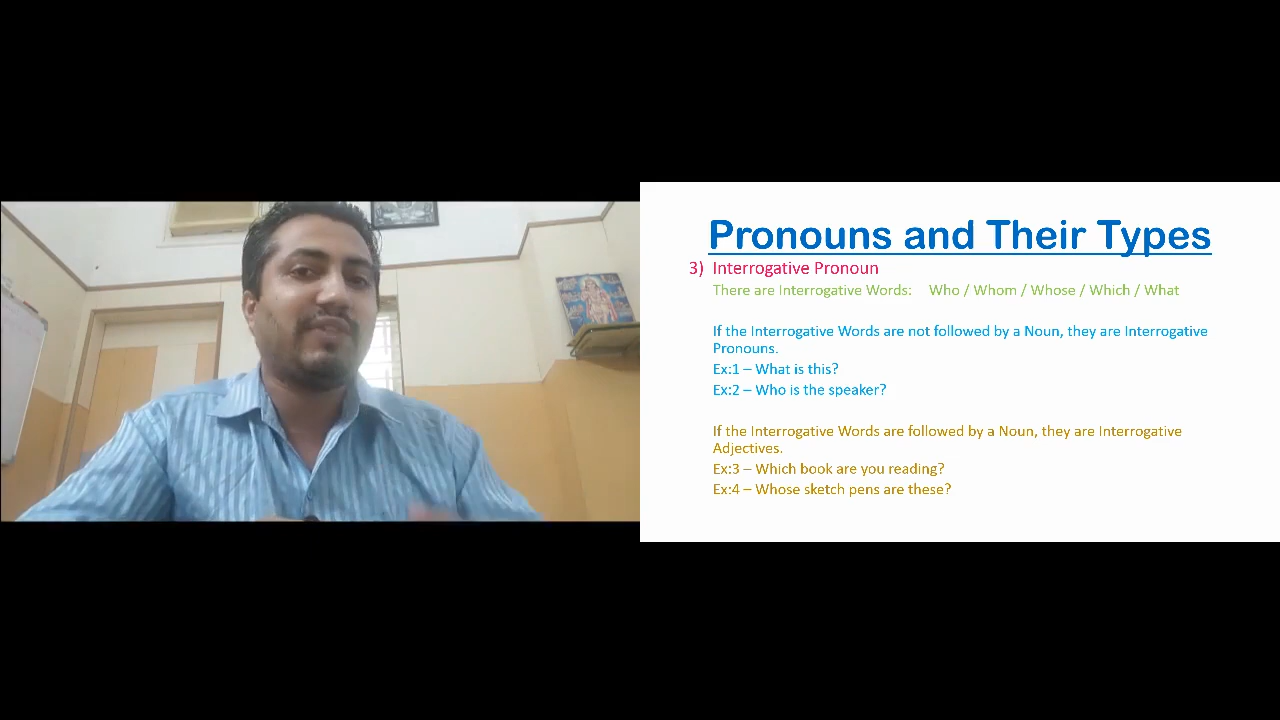 Pronouns and Their Types
3) Interrogative Pronoun
There are Interrogative Words: Who / Whom / Whose / Which / What
If the Interrogative Words are not followed by a Noun, they are Interrogative
Pronouns.
Ex:1 – What is this?
Ex:2 – Who is the speaker?
If the Interrogative Words are followed by a Noun, they are Interrogative
Adjectives.
Ex:3 – Which book are you reading?
Ex:4 – Whose sketch pens are these?